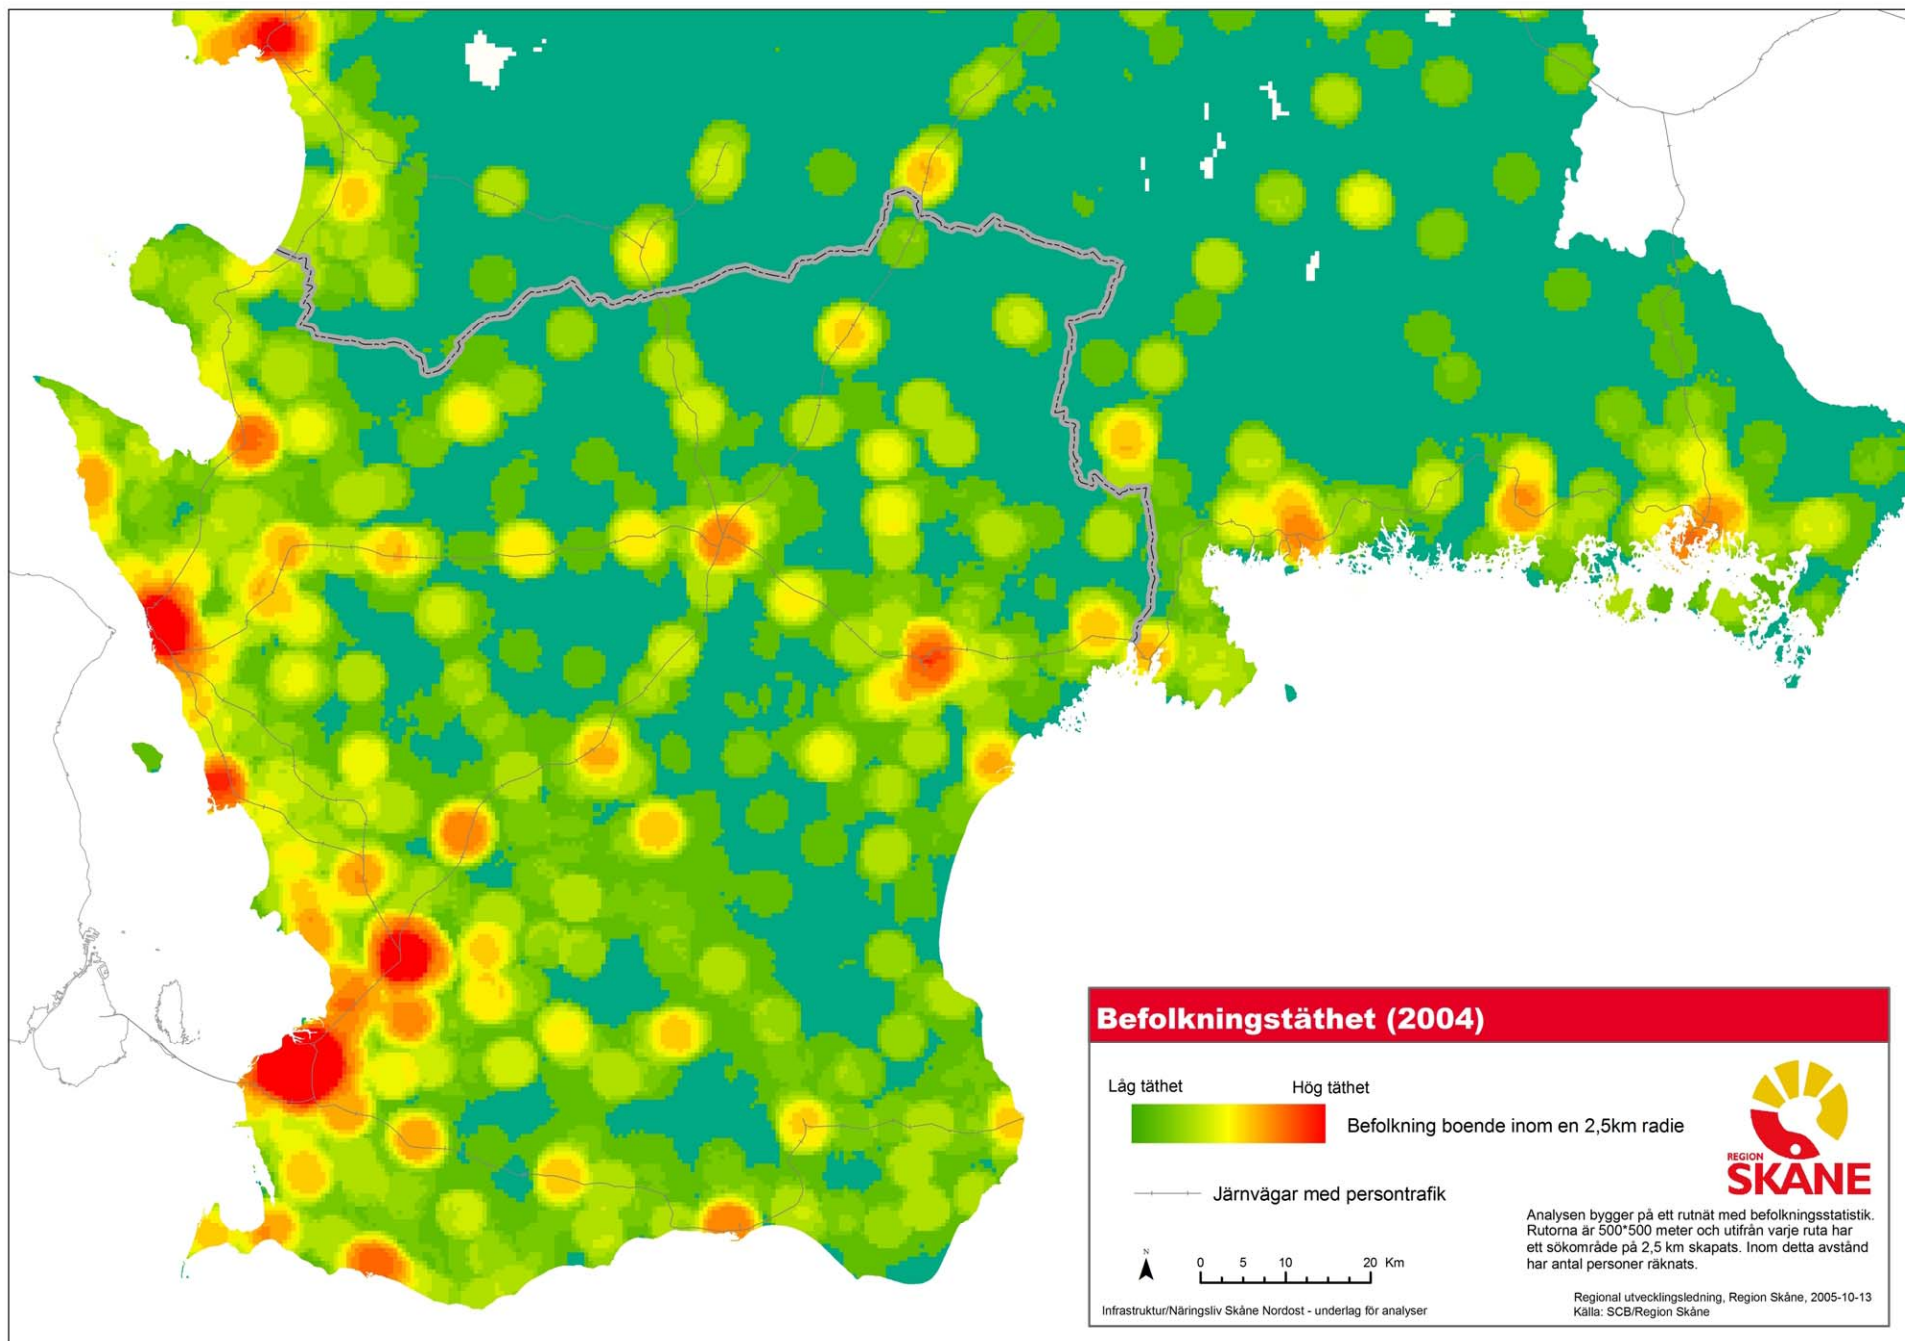 Befolkningstäthet (2004)
Låg täthet
Hög täthet
Befolkning boende inom en 2,5km radie
Järnvägar med persontrafik
REGION
SKÅNE
Analysen bygger på ett rutnät med befolkningsstatistik.
Rutorna är 500*500 meter och utifrån varje ruta har
ett sökområde på 2,5 km skapats. Inom detta avstånd
har antal personer räknats.
N
0 5 10 20 Km
Infrastruktur/Näringsliv Skåne Nordost - underlag för analyser
Regional utvecklingsledning, Region Skåne, 2005-10-13
Källa: SCB/Region Skåne